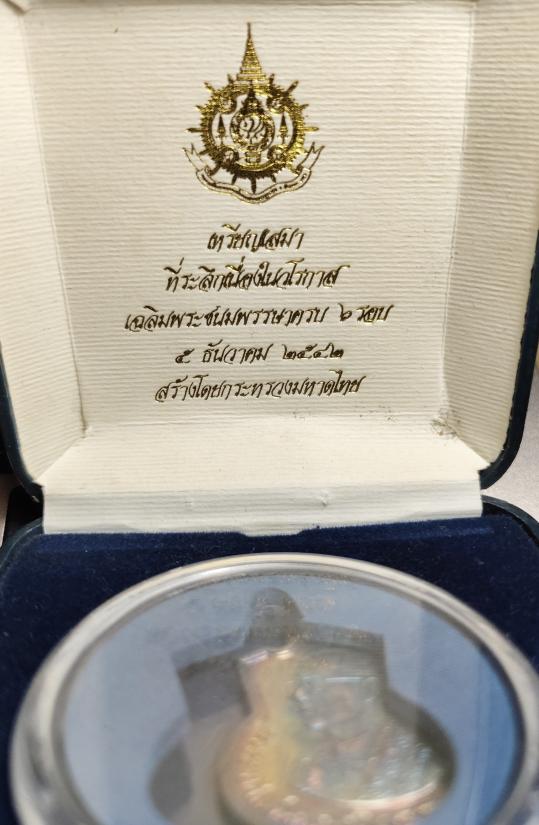 เหรียญเสมา
ที่ระลึกเนื่องในวโรกาส
เฉลิมพระชนมพรรษาครบ ๖ รอบ
๕ ธันวาคม ๒๕๔๒
สร้างโดยกระทรวงมหาดไทย